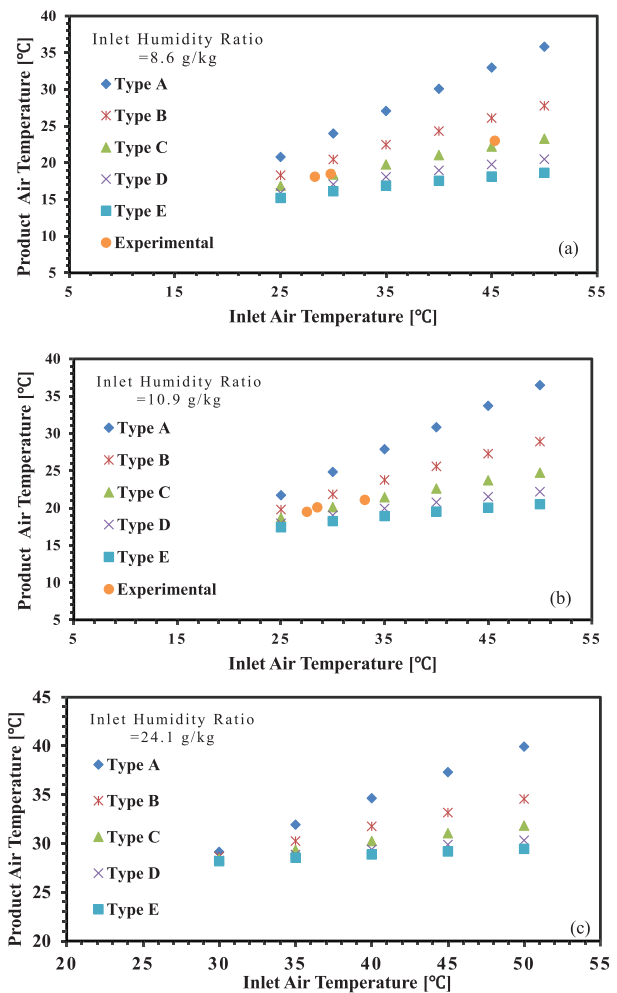 40
35
30
25
20
15
10
5
Product Air Temperature [℃]
Inlet Humidity Ratio
=8.6 g/kg
Type A
Type B
Type C
Type D
Type E
Experimental
(a)
5 15 25 35 45 55
Inlet Air Temperature [℃]
40
35
30
25
20
15
10
5
Product Air Temperature [℃]
Inlet Humidity Ratio
=10.9 g/kg
Type A
Type B
Type C
Type D
Type E
Experimental
(b)
5 15 25 35 45 55
Inlet Air Temperature [℃]
45
40
35
30
25
20
Product Air Temperature [℃]
Inlet Humidity Ratio
=24.1 g/kg
Type A
Type B
Type C
Type D
Type E
(c)
20 25 30 35 40 45 50 55
Inlet Air Temperature [℃]